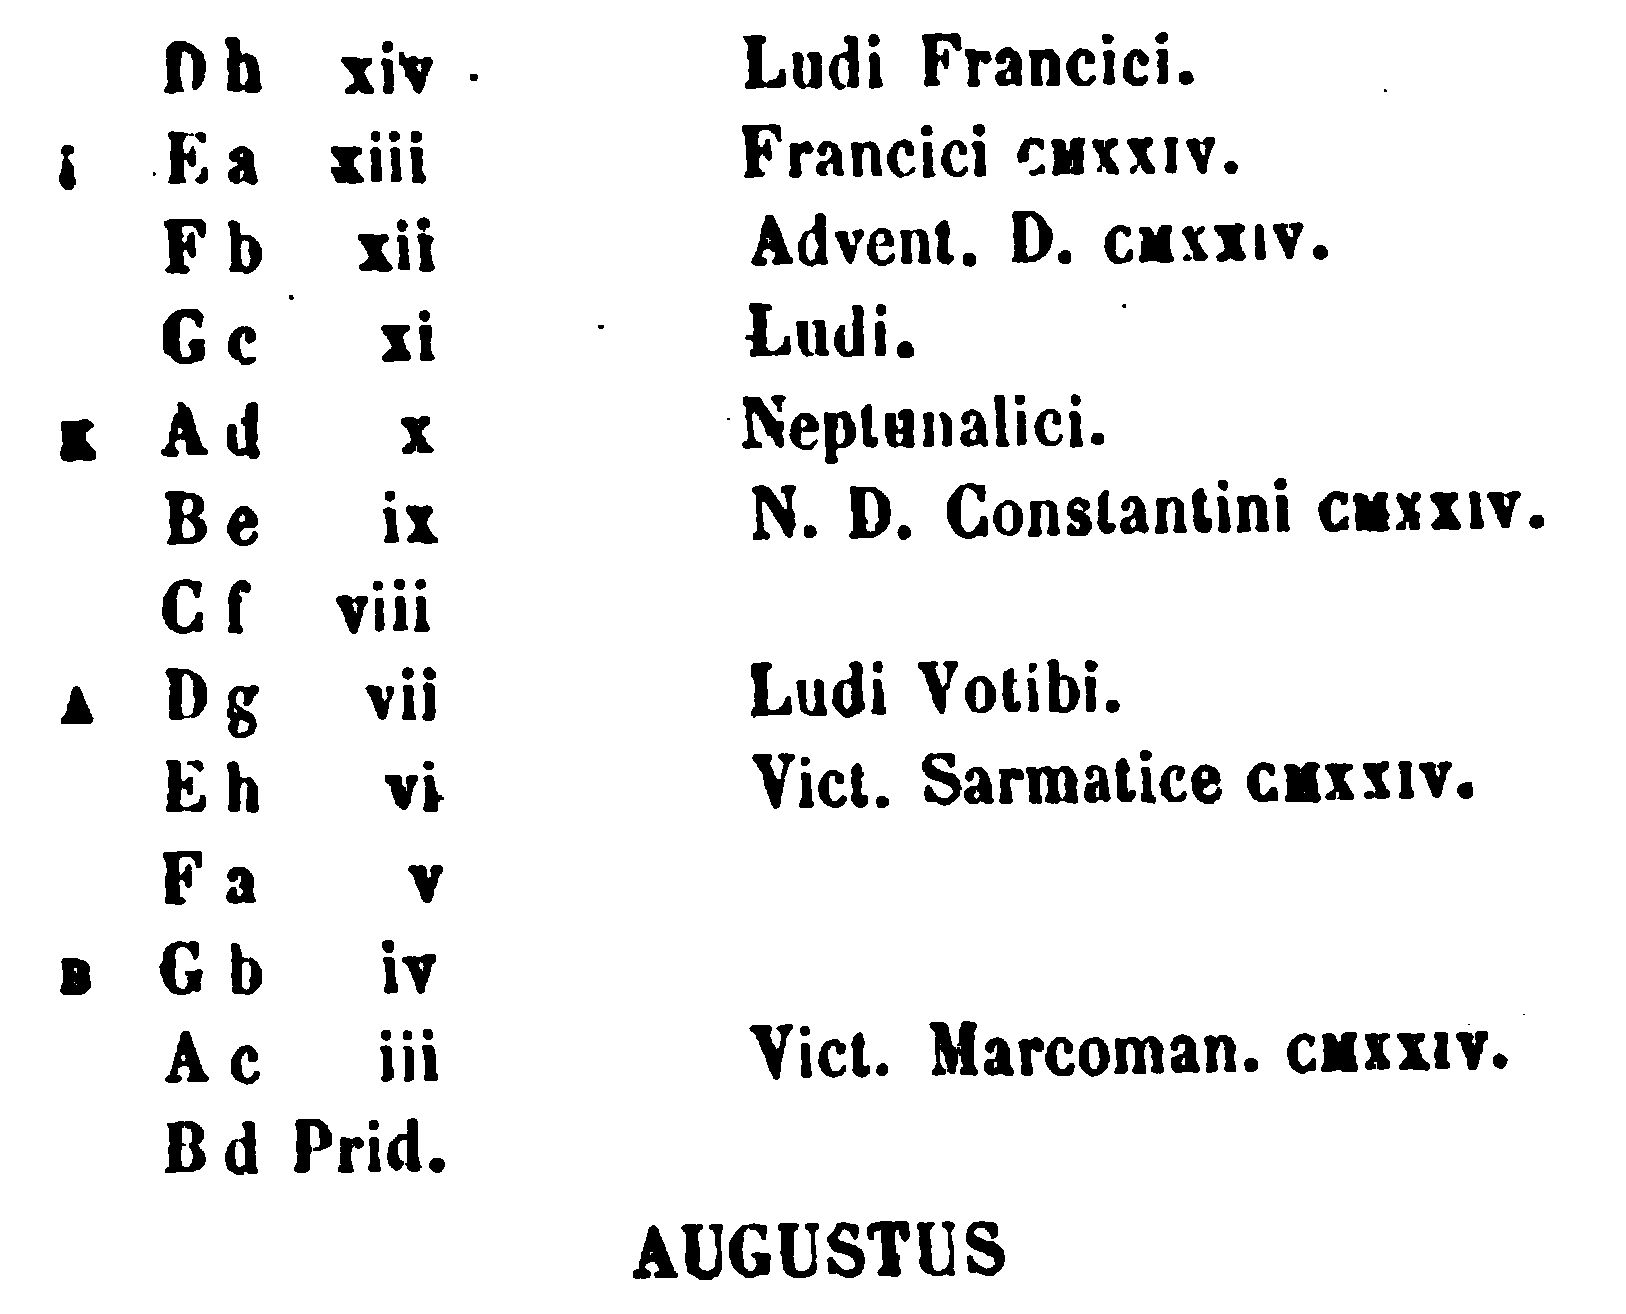 D h xiv Ludi Francici.
I E a xiii Francici CMXXIV.
F b xii Advent. D. CMXXIV.
G c xi Ludi.
K A d x Neptunalici.
B e ix N. D. Constantini CMXXIV.
C f viii
A D g vii Ludi Votibi.
E h vi Vict. Sarmatice CMXXIV.
F a v
B G b iv
A c iii Vict. Marcoman. CMXXIV.
B d Prid.
AUGUSTUS